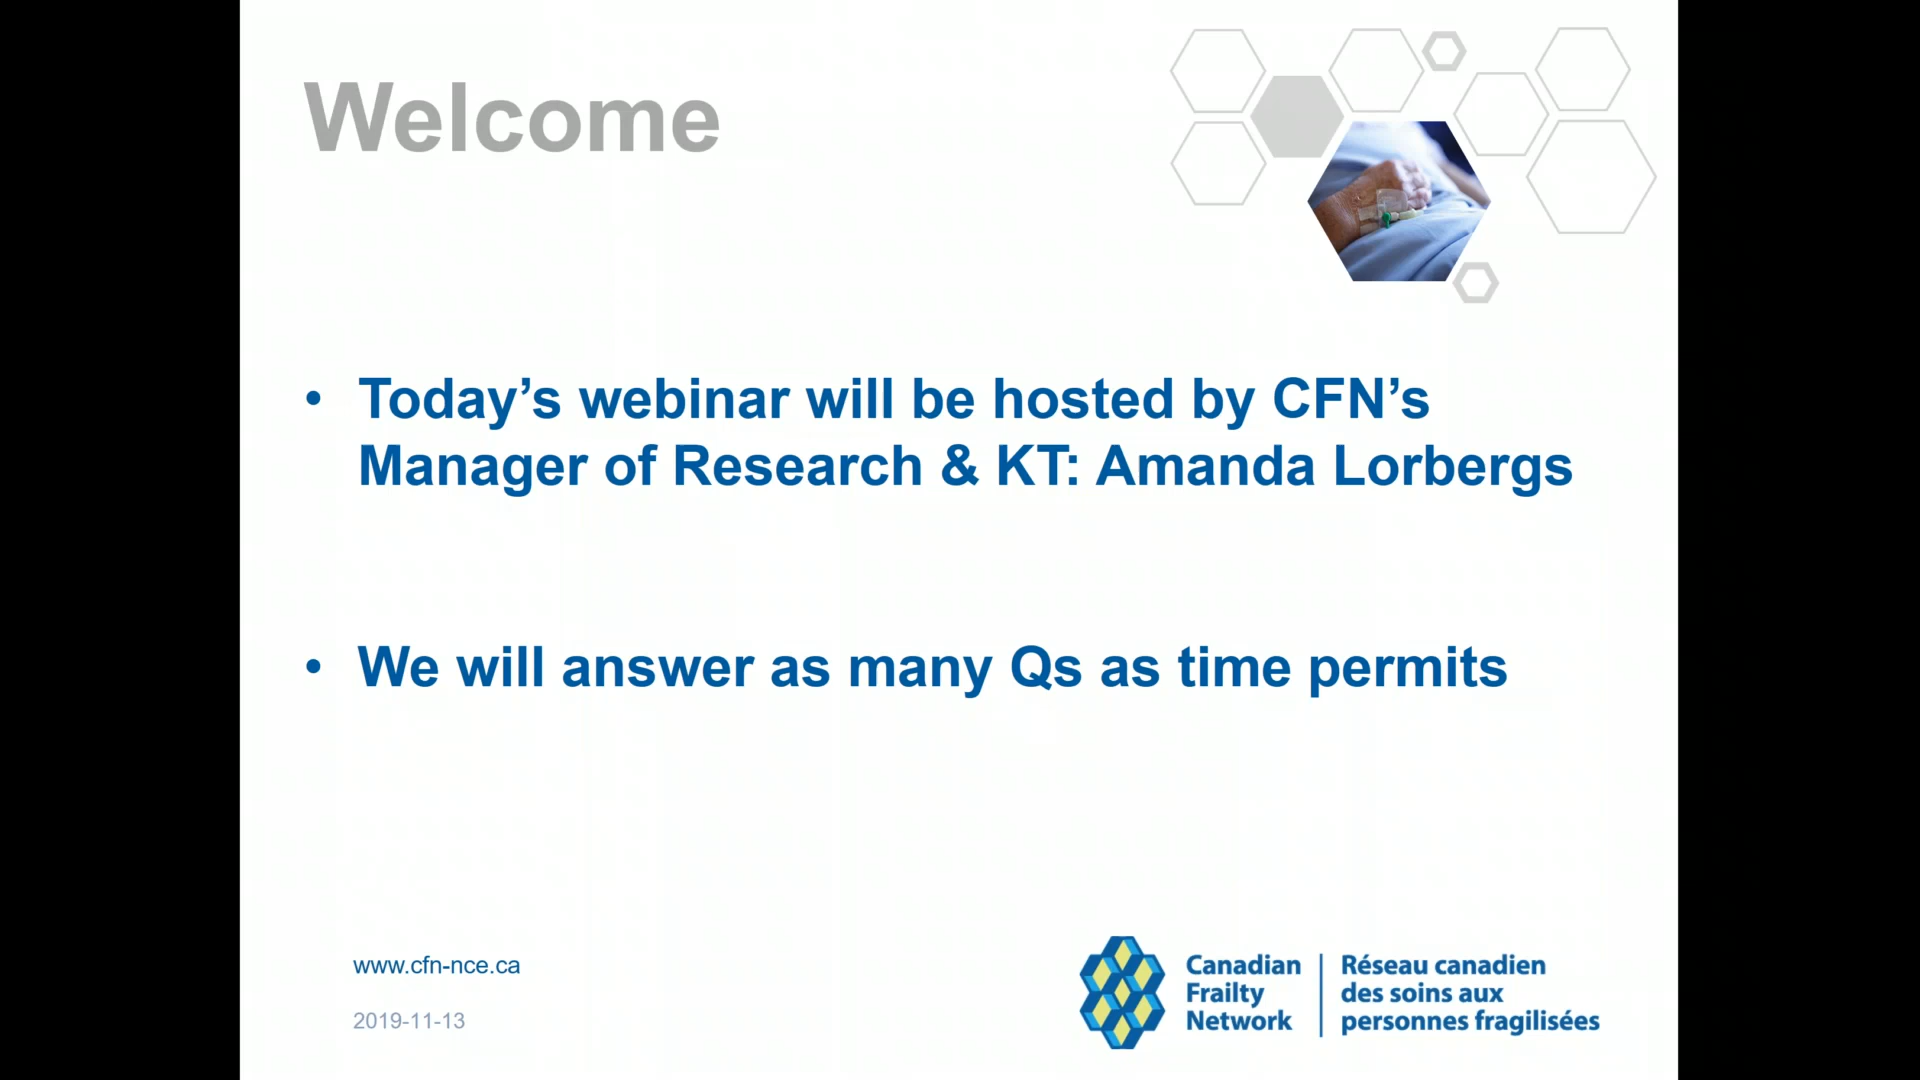 Welcome
• Today’s webinar will be hosted by CFN’s
Manager of Research & KT: Amanda Lorbergs
• We will answer as many Qs as time permits
www.cfn-nce.ca
2019-11-13
Canadian
Frailty
Network
Réseau canadien
des soins aux
personnes fragilisées